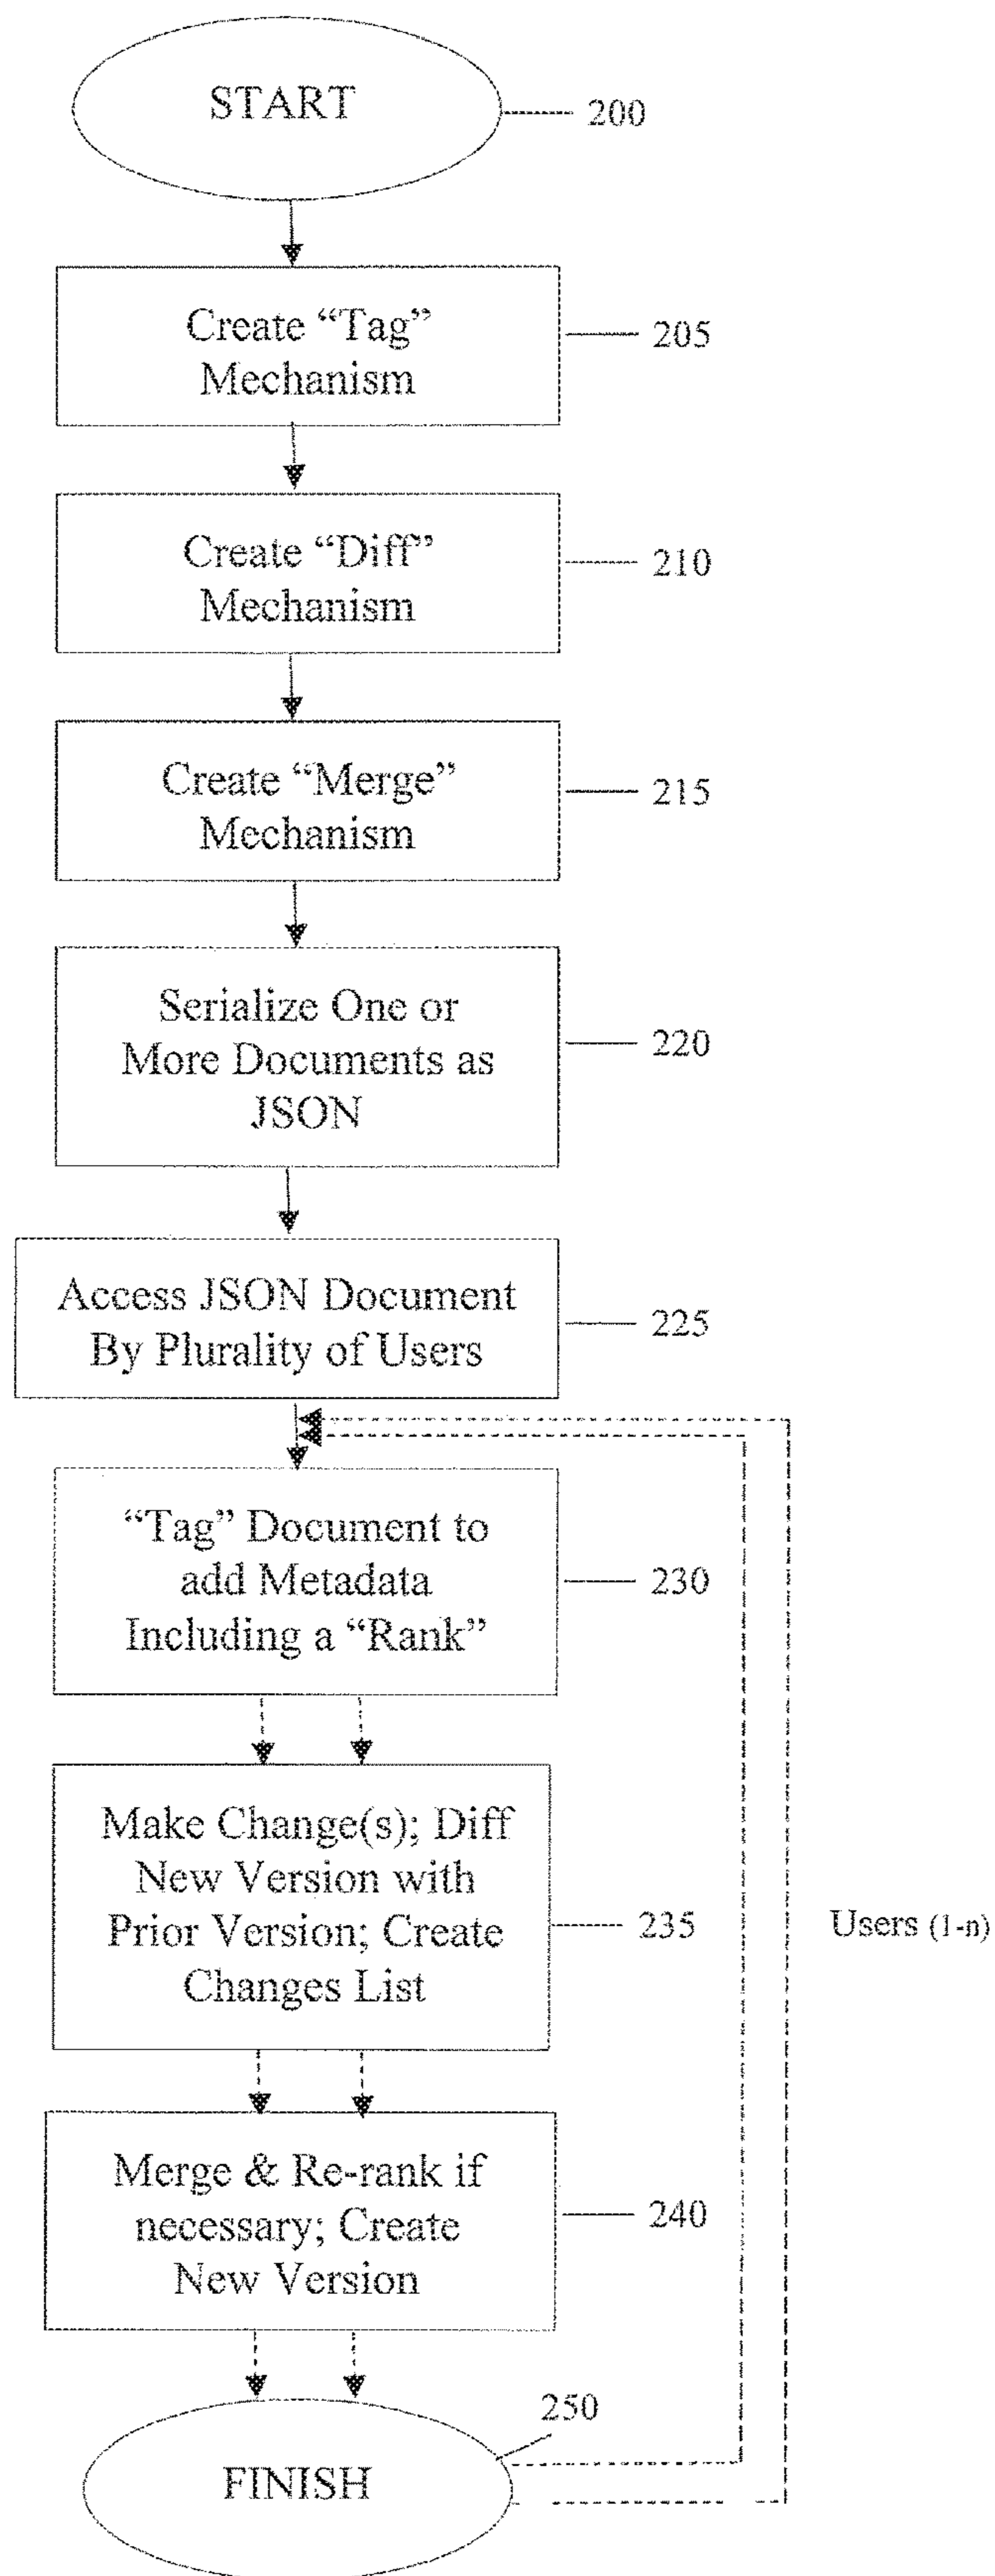 START
200
Create “Tag”
Mechanism
205
Create “Diff”
Mechanism
210
Create “Merge”
Mechanism
215
Serialize One or
More Documents as
JSON
220
Access JSON Document
By Plurality of Users
225
“Tag” Document to
add Metadata
Including a “Rank”
230
Make Change(s); Diff
New Version with
Prior Version; Create
Changes List
235
Users (1-n)
Merge & Re-rank if
necessary; Create
New Version
240
250
FINISH